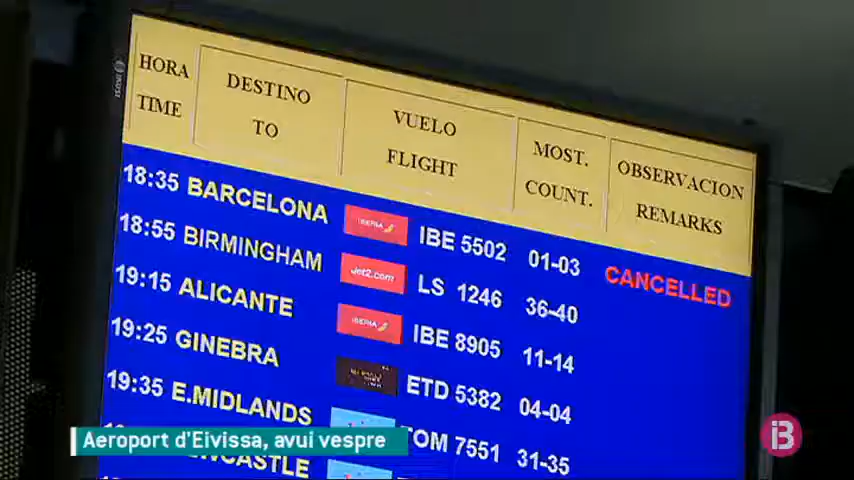 HORA DESTINO VUELO MOST. OBSERVACION
TIME TO FLIGHT COUNT. REMARKS
18:35 BARCELONA IBERIA IBE 5502 01-03 CANCELLED
18:55 BIRMINGHAM Jet2.com LS 1246 36-40
19:15 ALICANTE IBERIA IBE 8905 11-14
19:25 GINEBRA ETD 5382 04-04
19:35 E.MIDLANDS TOM 7551 31-35
Aeroport d'Eivissa, avui vespre